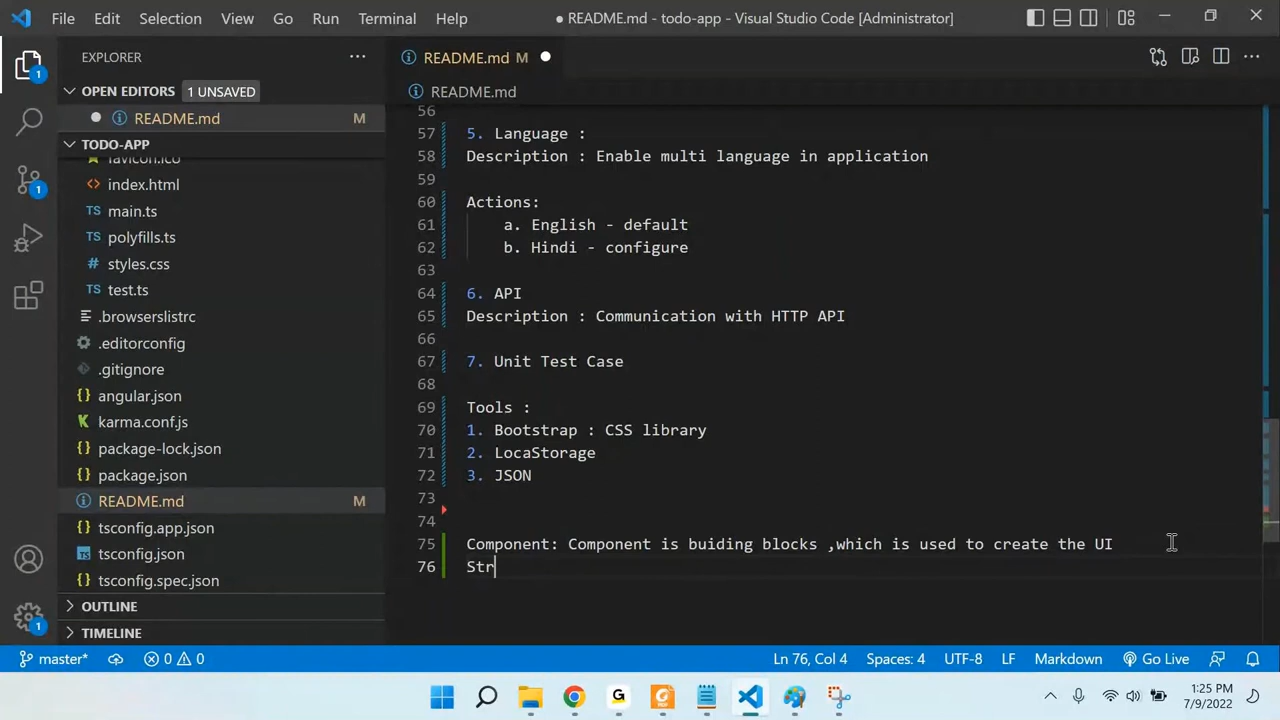 File Edit Selection View Go Run Terminal Help ● README.md - todo-app - Visual Studio Code [Administrator]
EXPLORER
README.md M
1
OPEN EDITORS 1 UNSAVED
README.md
README.md M
56
TODO-APP
57 5. Language :
favicon.ico
58 Description : Enable multi language in application
index.html
59
1
TS main.ts
60 Actions:
TS polyfills.ts
61 a. English - default
62 b. Hindi - configure
# styles.css
63
TS test.ts
64 6. API
.browserslistrc
65 Description : Communication with HTTP API
.editorconfig
66
.gitignore
67 7. Unit Test Case
68
{} angular.json
69 Tools :
karma.conf.js
70 1. Bootstrap : CSS library
{} package-lock.json
71 2. LocaStorage
{} package.json
72 3. JSON
README.md M
73
74
tsconfig.app.json
75 Component: Component is buiding blocks ,which is used to create the UI
tsconfig.json
76 Str
{} tsconfig.spec.json
OUTLINE
1
TIMELINE
master* 0 0 Ln 76, Col 4 Spaces: 4 UTF-8 LF Markdown Go Live
G
1:25 PM
7/9/2022